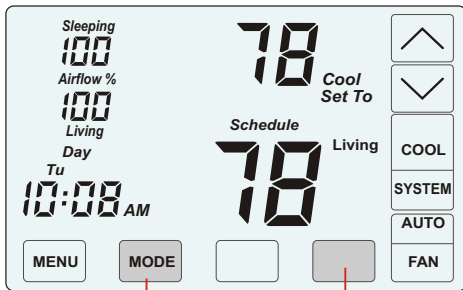 Sleeping
100
Airflow %
100
Living
Day
Tu
10:08 AM
78
Cool
Set To
Schedule
78
Living
COOL
SYSTEM
AUTO
FAN
MENU
MODE